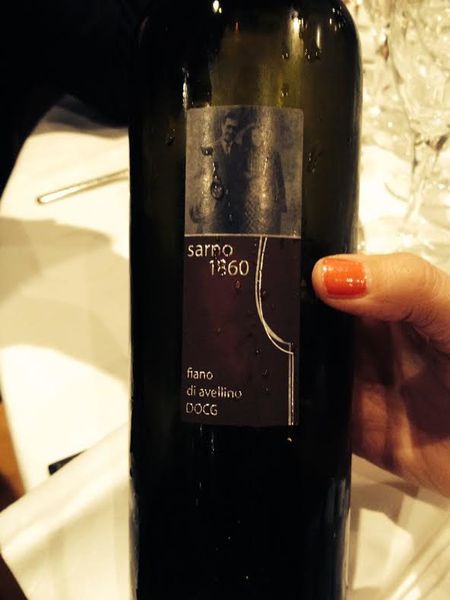 sarno
1860
fiano
di avellino
DOCG